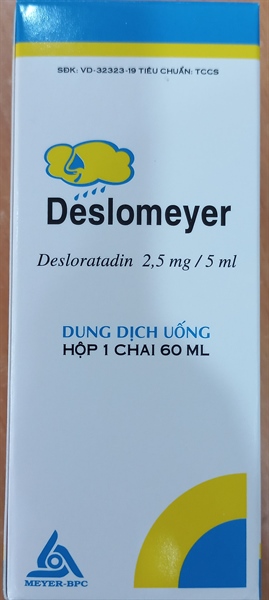 SĐK: VD-32323-19 TIÊU CHUẨN: TCCS
Deslomeyer
Desloratadin 2,5 mg / 5 ml
DUNG DỊCH UỐNG
HỘP 1 CHAI 60 ML
MEYER-BPC